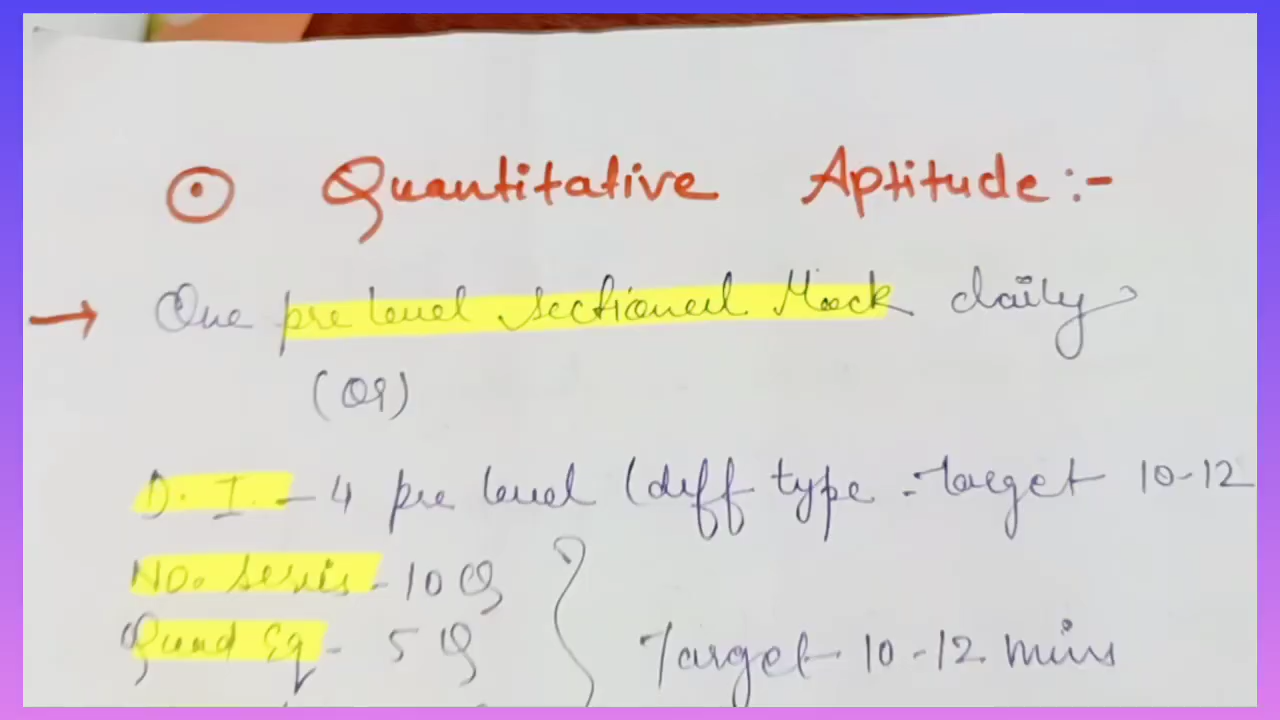 Quantitative Aptitude :-
→ One pre level sectional Mock daily
(Or)
D. I. - 4 pre level (diff type - Target 10-12
No. series - 10 Q
Quad Eq - 5 Q
Target - 10-12 mins